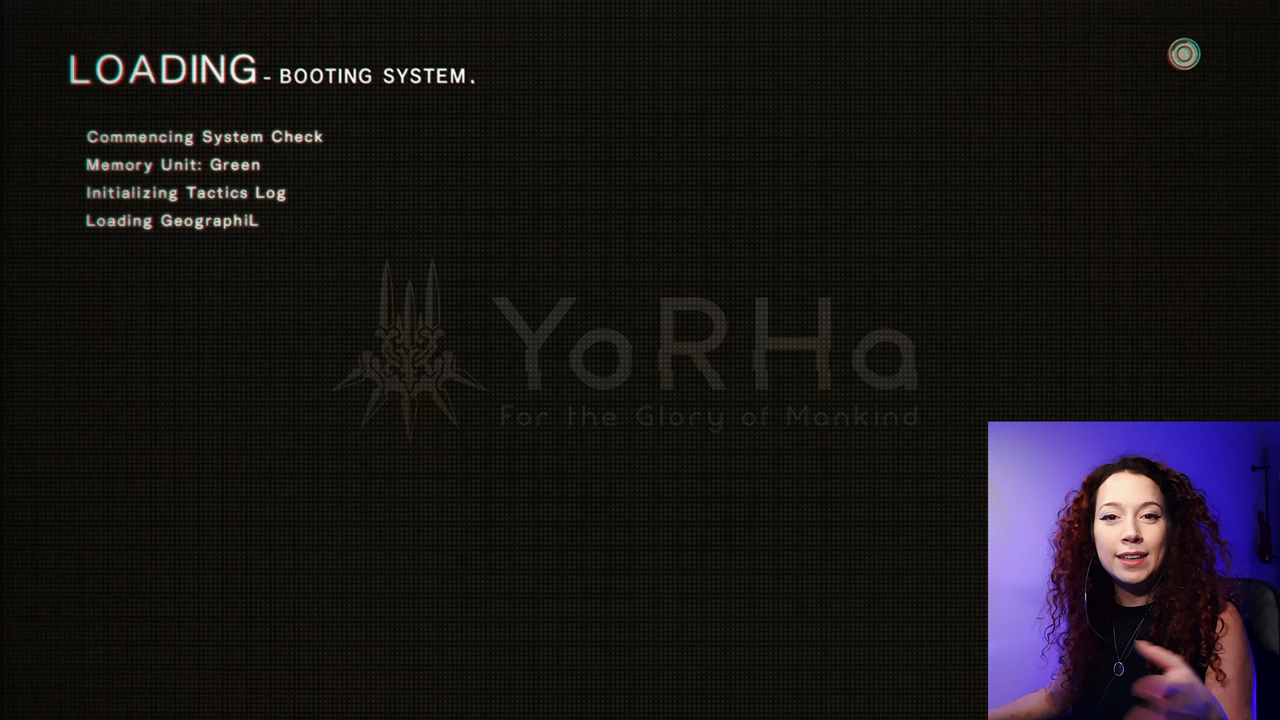 LOADING - BOOTING SYSTEM.
Commencing System Check
Memory Unit: Green
Initializing Tactics Log
Loading GeographiL
YoRHa
For the Glory of Mankind